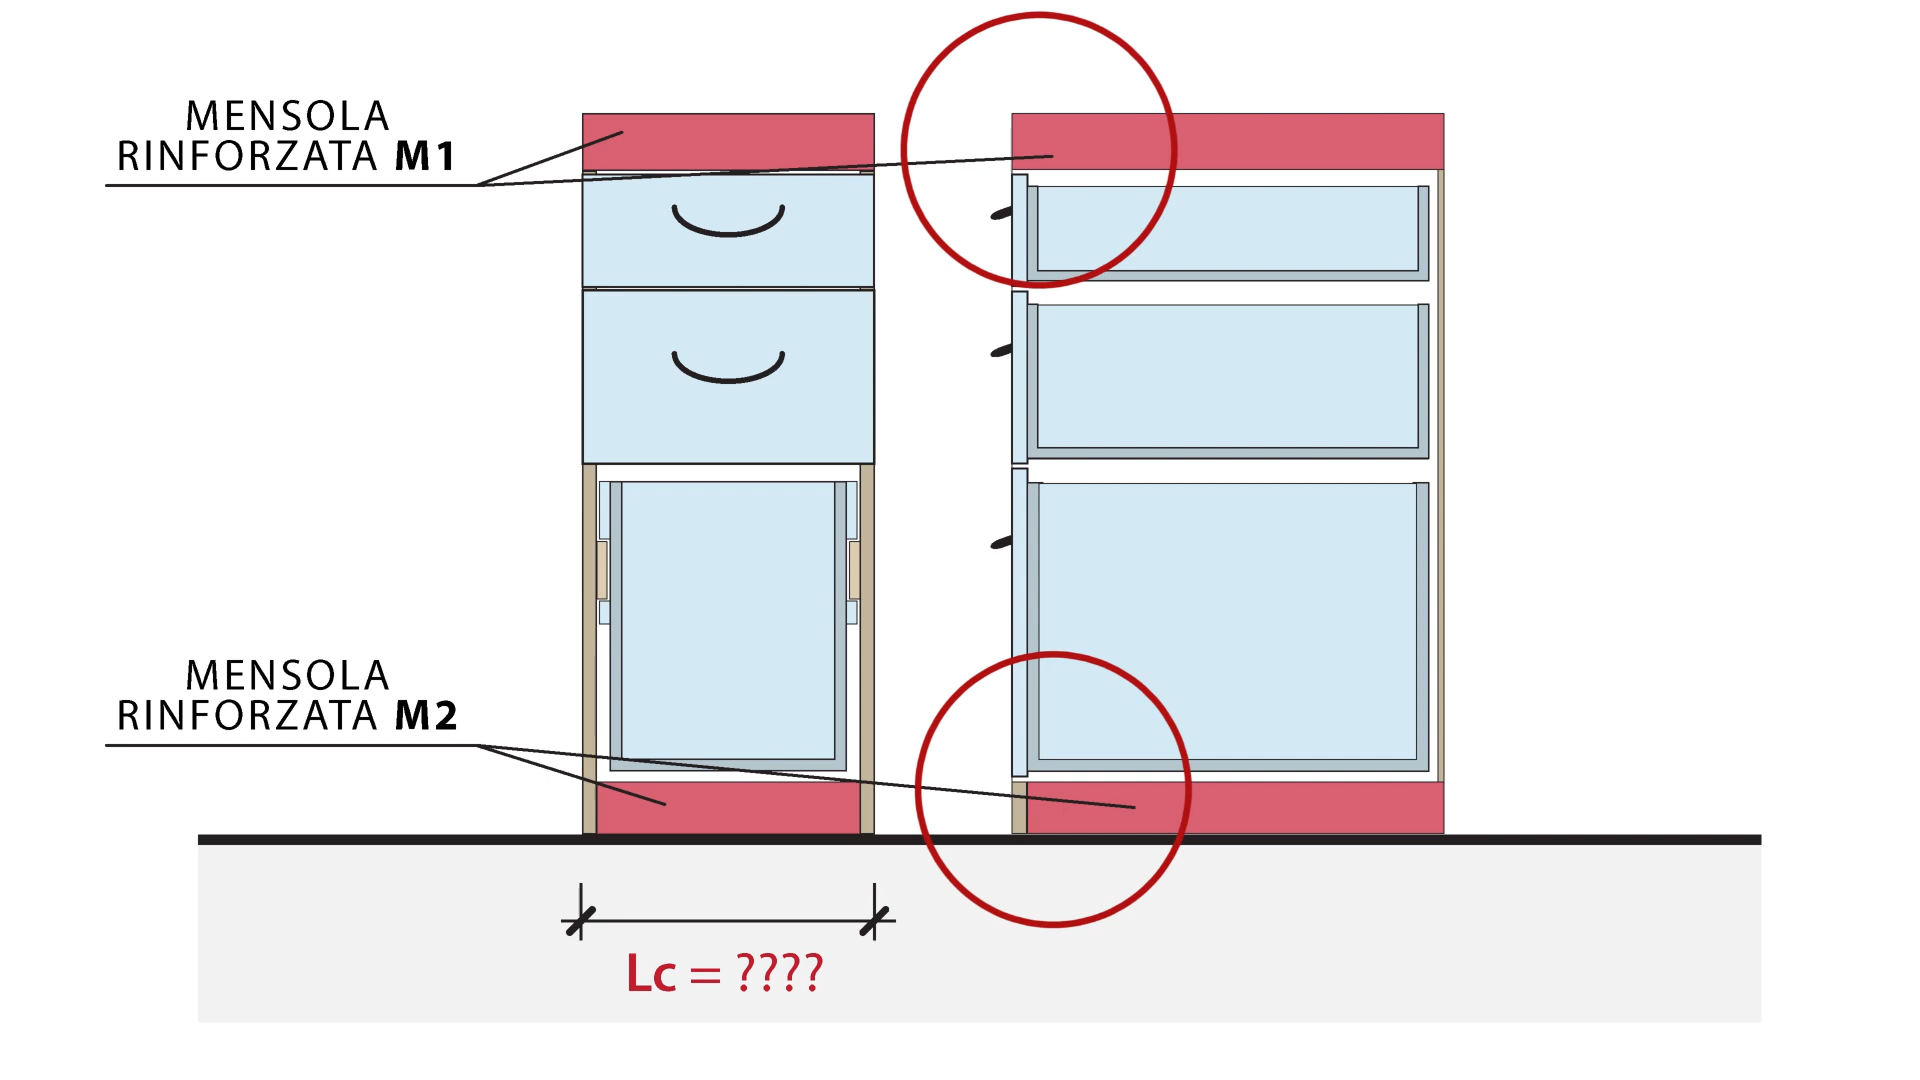 MENSOLA
RINFORZATA M1
MENSOLA
RINFORZATA M2
Lc = ????